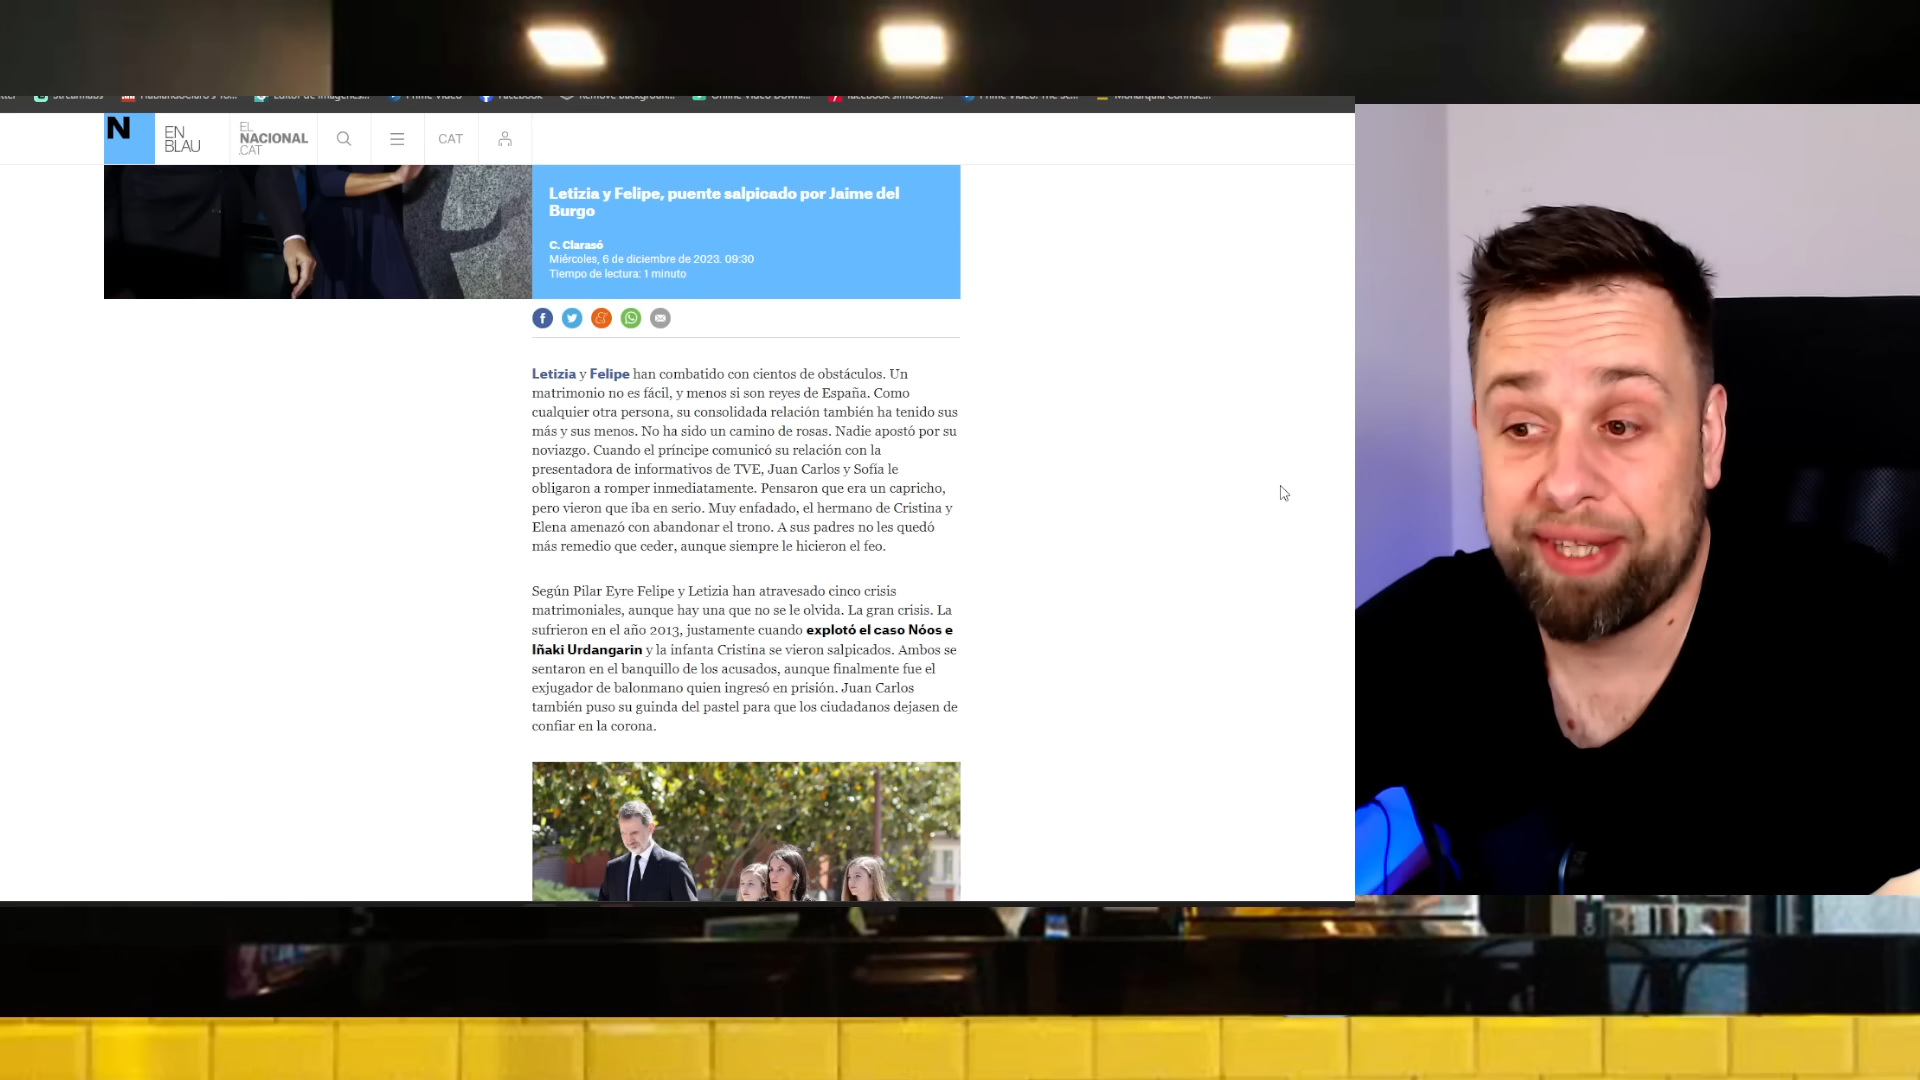 Streamlabs
Prime Video
Facebook
N
EN
BLAU
EL
NACIONAL
.CAT
CAT
Letizia y Felipe, puente salpicado por Jaime del
Burgo
C. Clarasó
Miércoles, 6 de diciembre de 2023. 09:30
Tiempo de lectura: 1 minuto
Letizia y Felipe han combatido con cientos de obstáculos. Un
matrimonio no es fácil, y menos si son reyes de España. Como
cualquier otra persona, su consolidada relación también ha tenido sus
más y sus menos. No ha sido un camino de rosas. Nadie apostó por su
noviazgo. Cuando el príncipe comunicó su relación con la
presentadora de informativos de TVE, Juan Carlos y Sofía le
obligaron a romper inmediatamente. Pensaron que era un capricho,
pero vieron que iba en serio. Muy enfadado, el hermano de Cristina y
Elena amenazó con abandonar el trono. A sus padres no les quedó
más remedio que ceder, aunque siempre le hicieron el feo.
Según Pilar Eyre Felipe y Letizia han atravesado cinco crisis
matrimoniales, aunque hay una que no se le olvida. La gran crisis. La
sufrieron en el año 2013, justamente cuando explotó el caso Nóos e
Iñaki Urdangarin y la infanta Cristina se vieron salpicados. Ambos se
sentaron en el banquillo de los acusados, aunque finalmente fue el
exjugador de balonmano quien ingresó en prisión. Juan Carlos
también puso su guinda del pastel para que los ciudadanos dejasen de
confiar en la corona.